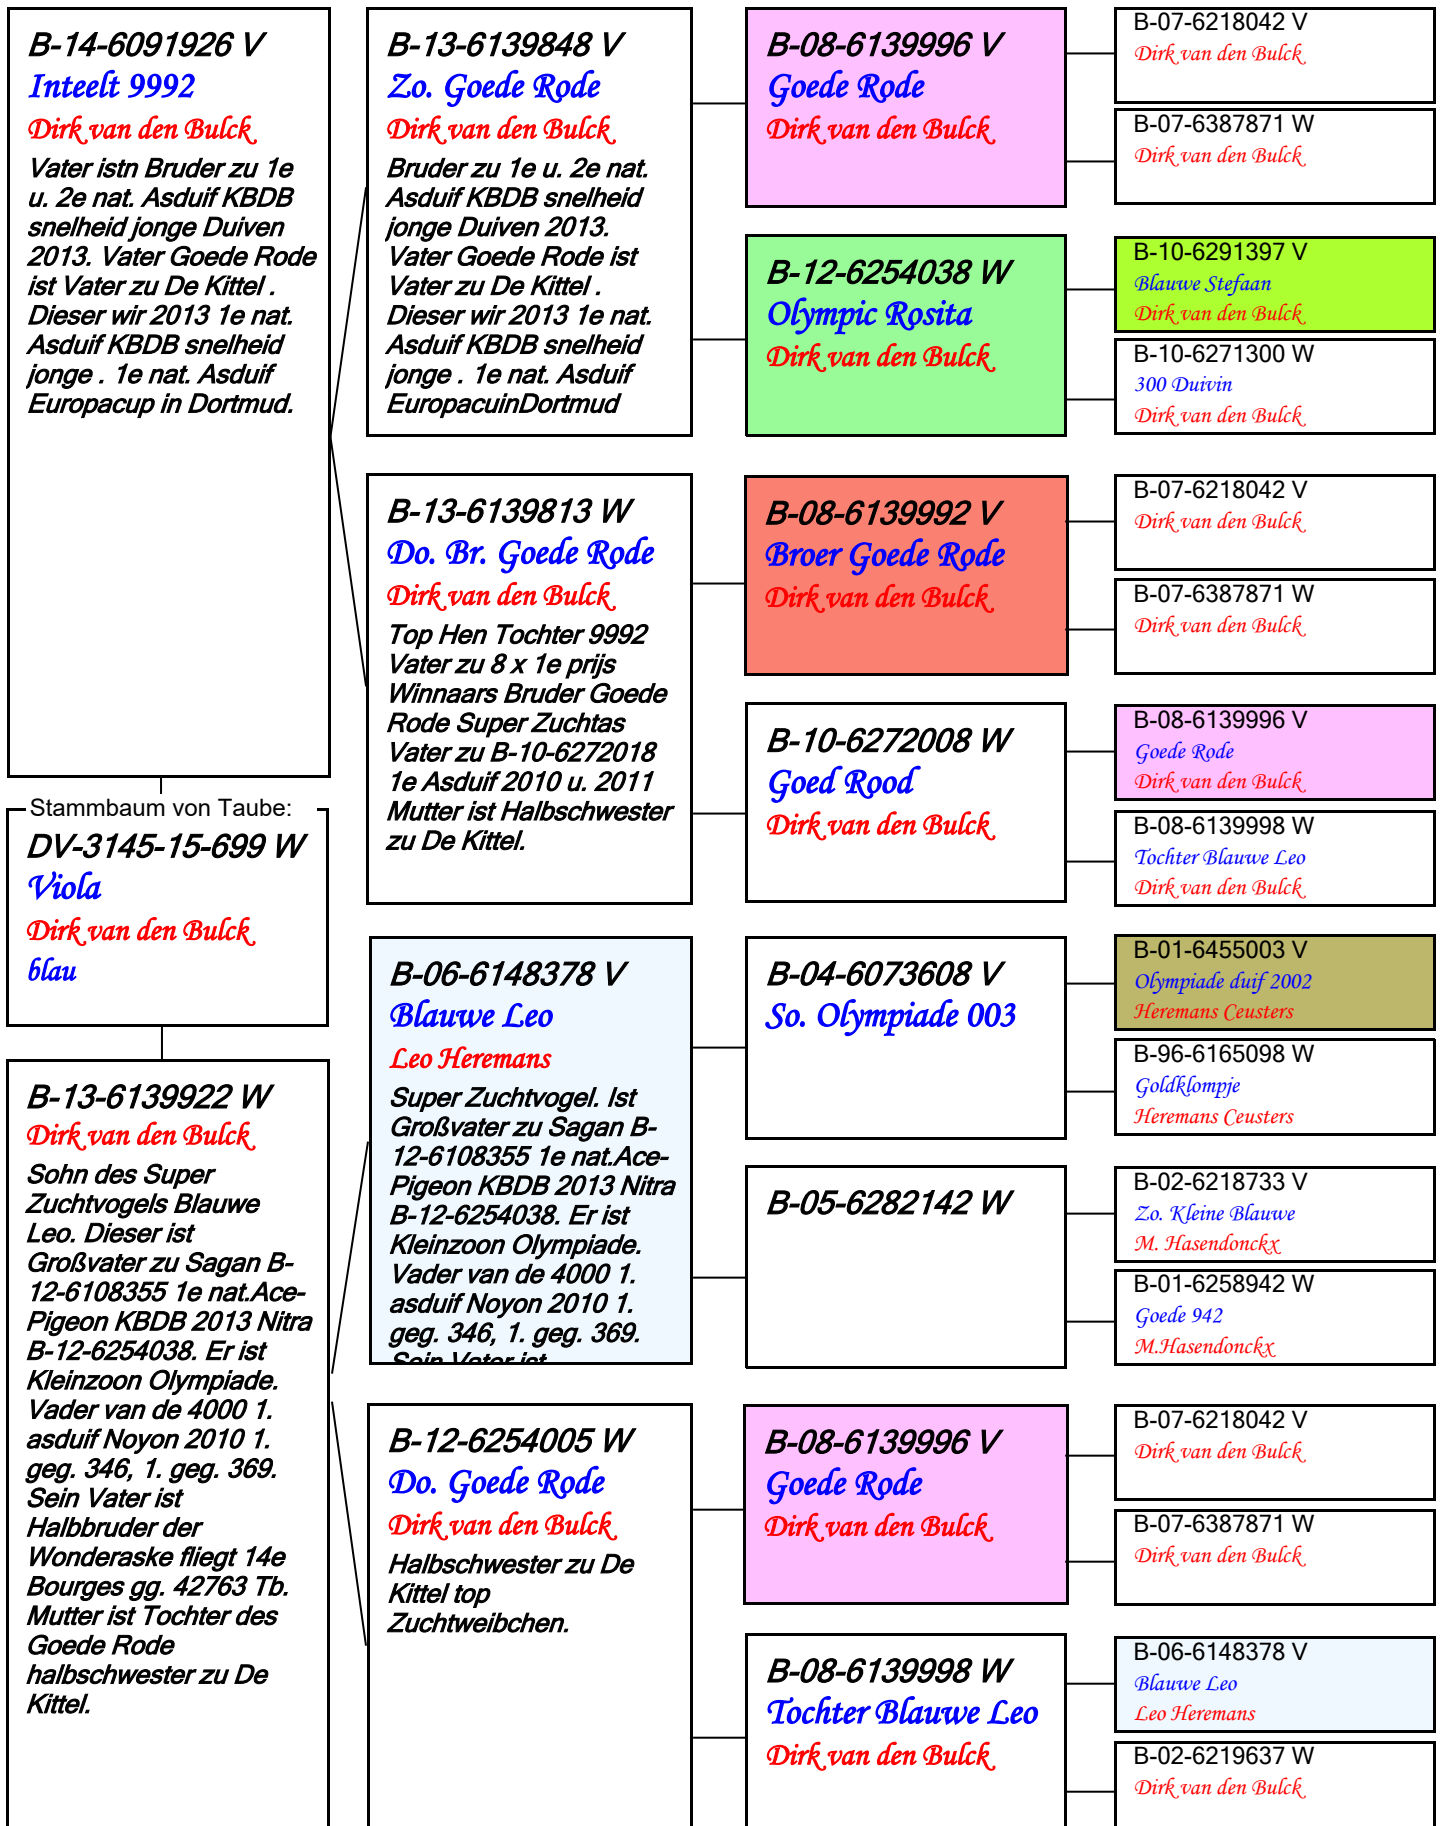 B-14-6091926 V
Inteelt 9992
Dirk van den Bulck
Vater istn Bruder zu 1e
u. 2e nat. Asduif KBDB
snelheid jonge Duiven
2013. Vater Goede Rode
ist Vater zu De Kittel .
Dieser wir 2013 1e nat.
Asduif KBDB snelheid
jonge . 1e nat. Asduif
Europacup in Dortmud.
Stammbaum von Taube:
DV-3145-15-699 W
Viola
Dirk van den Bulck
blau
B-13-6139922 W
Dirk van den Bulck
Sohn des Super
Zuchtvogels Blauwe
Leo. Dieser ist
Großvater zu Sagan B-
12-6108355 1e nat.Ace-
Pigeon KBDB 2013 Nitra
B-12-6254038. Er ist
Kleinzoon Olympiade.
Vader van de 4000 1.
asduif Noyon 2010 1.
geg. 346, 1. geg. 369.
Sein Vater ist
Halbbruder der
Wonderaske fliegt 14e
Bourges gg. 42763 Tb.
Mutter ist Tochter des
Goede Rode
halbschwester zu De
Kittel.
B-13-6139848 V
Zo. Goede Rode
Dirk van den Bulck
Bruder zu 1e u. 2e nat.
Asduif KBDB snelheid
jonge Duiven 2013.
Vater Goede Rode ist
Vater zu De Kittel .
Dieser wir 2013 1e nat.
Asduif KBDB snelheid
jonge . 1e nat. Asduif
EuropacuinDortmud
B-13-6139813 W
Do. Br. Goede Rode
Dirk van den Bulck
Top Hen Tochter 9992
Vater zu 8 x 1e prijs
Winnaars Bruder Goede
Rode Super Zuchtas
Vater zu B-10-6272018
1e Asduif 2010 u. 2011
Mutter ist Halbschwester
zu De Kittel.
B-06-6148378 V
Blauwe Leo
Leo Heremans
Super Zuchtvogel. Ist
Großvater zu Sagan B-
12-6108355 1e nat.Ace-
Pigeon KBDB 2013 Nitra
B-12-6254038. Er ist
Kleinzoon Olympiade.
Vader van de 4000 1.
asduif Noyon 2010 1.
geg. 346, 1. geg. 369.
Sein Vater ist
B-12-6254005 W
Do. Goede Rode
Dirk van den Bulck
Halbschwester zu De
Kittel top
Zuchtweibchen.
B-08-6139996 V
Goede Rode
Dirk van den Bulck
B-12-6254038 W
Olympic Rosita
Dirk van den Bulck
B-08-6139992 V
Broer Goede Rode
Dirk van den Bulck
B-10-6272008 W
Goed Rood
Dirk van den Bulck
B-04-6073608 V
So. Olympiade 003
B-05-6282142 W
B-08-6139996 V
Goede Rode
Dirk van den Bulck
B-08-6139998 W
Tochter Blauwe Leo
Dirk van den Bulck
B-07-6218042 V
Dirk van den Bulck
B-07-6387871 W
Dirk van den Bulck
B-10-6291397 V
Blauwe Stefaan
Dirk van den Bulck
B-10-6271300 W
300 Duivin
Dirk van den Bulck
B-07-6218042 V
Dirk van den Bulck
B-07-6387871 W
Dirk van den Bulck
B-08-6139996 V
Goede Rode
Dirk van den Bulck
B-08-6139998 W
Tochter Blauwe Leo
Dirk van den Bulck
B-01-6455003 V
Olympiade duif 2002
Heremans Ceusters
B-96-6165098 W
Goldklompje
Heremans Ceusters
B-02-6218733 V
Zo. Kleine Blauwe
M. Hasendonckx
B-01-6258942 W
Goede 942
M.Hasendonckx
B-07-6218042 V
Dirk van den Bulck
B-07-6387871 W
Dirk van den Bulck
B-06-6148378 V
Blauwe Leo
Leo Heremans
B-02-6219637 W
Dirk van den Bulck